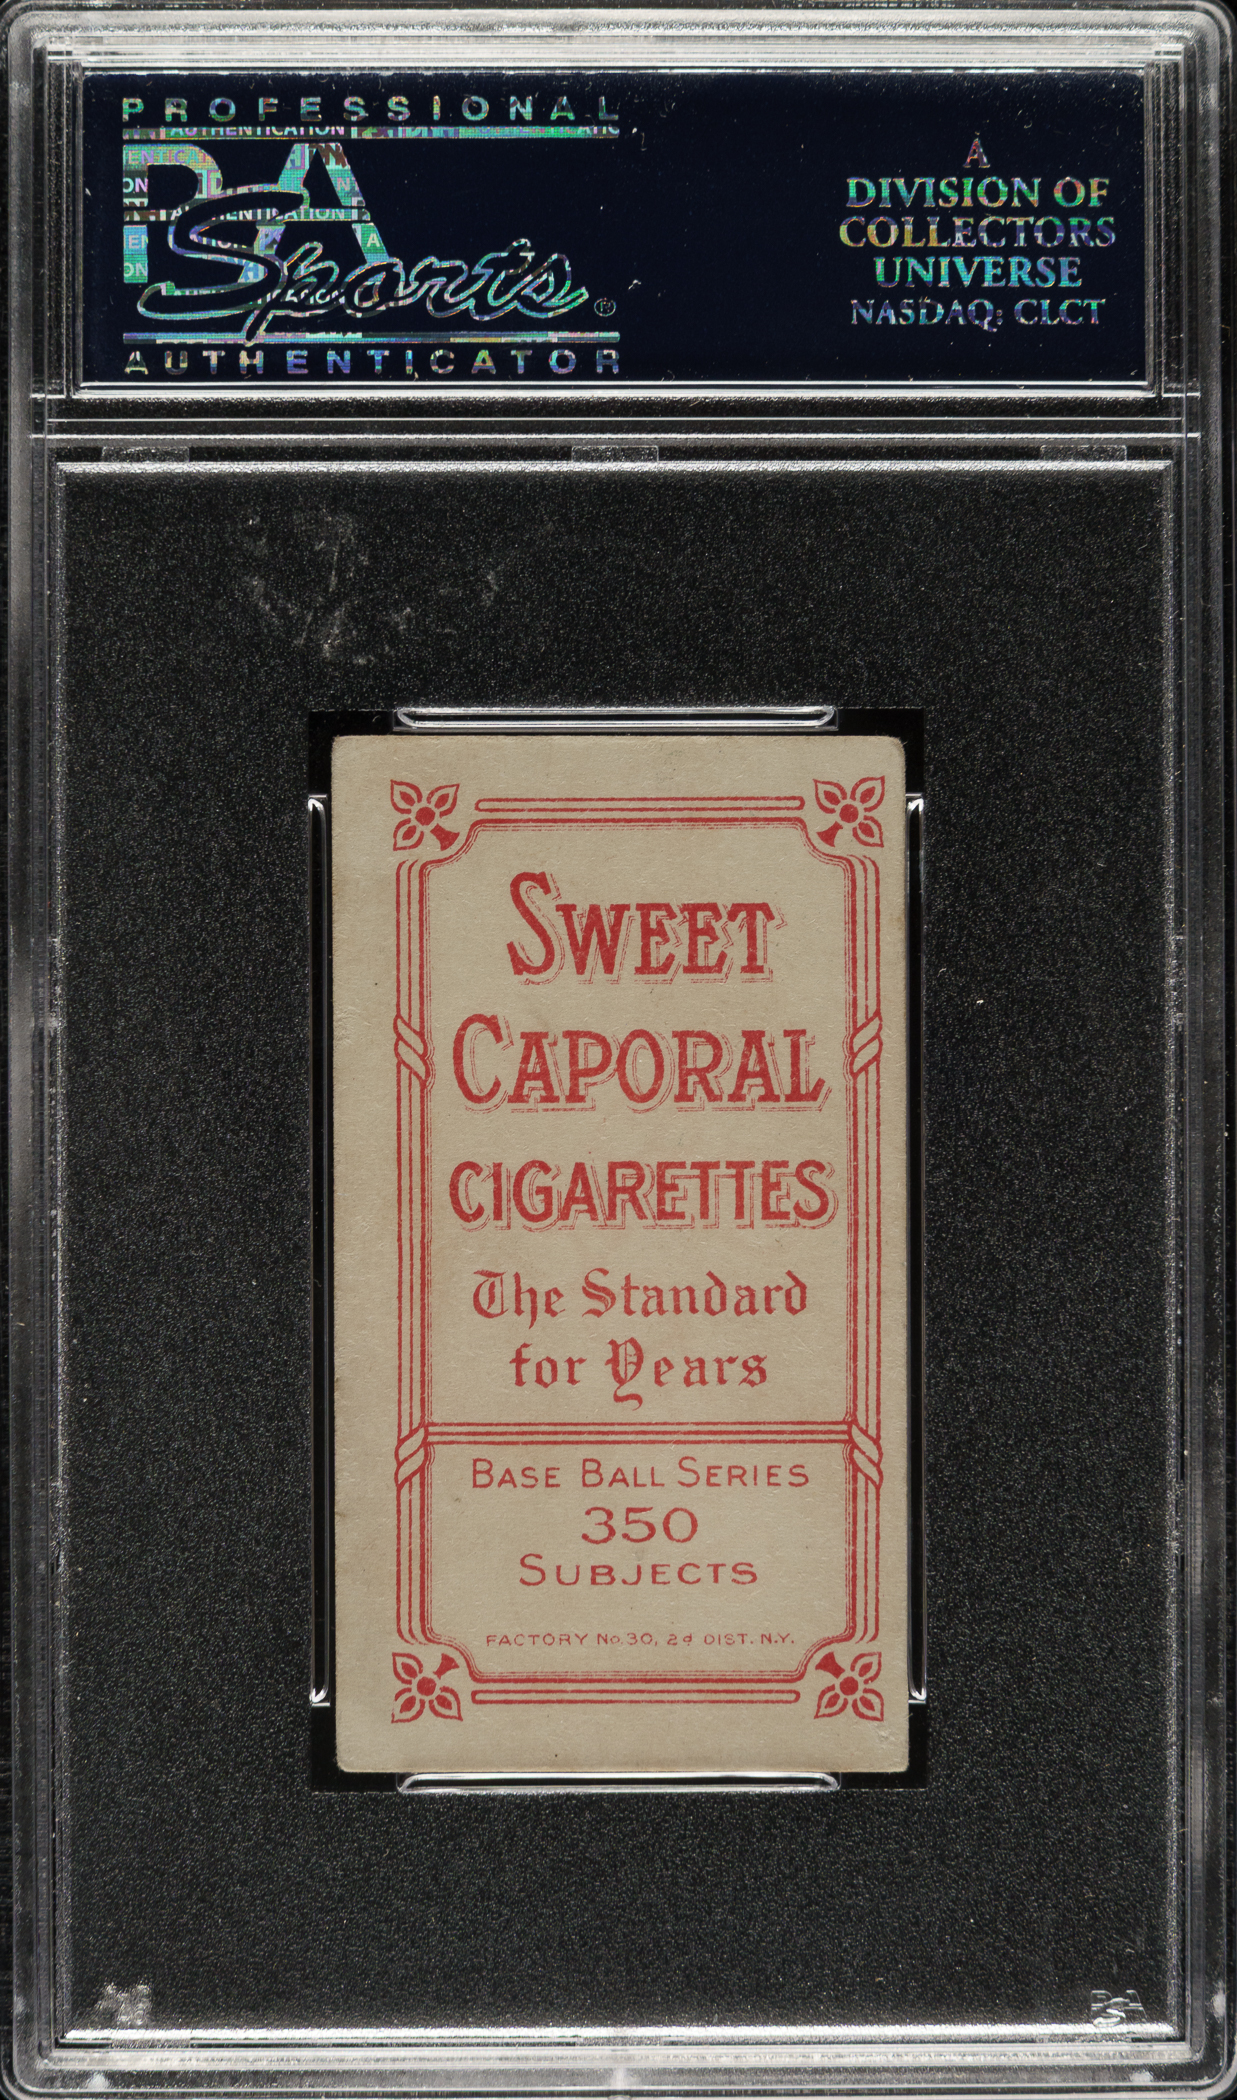 PROFESSIONAL
PSA
Sports®
AUTHENTICATOR
A
DIVISION OF
COLLECTORS
UNIVERSE
NASDAQ: CLCT
SWEET
CAPORAL
CIGARETTES
The Standard
for Years
BASE BALL SERIES
350
SUBJECTS
FACTORY No. 30, 2d DIST. N.Y.
PSA